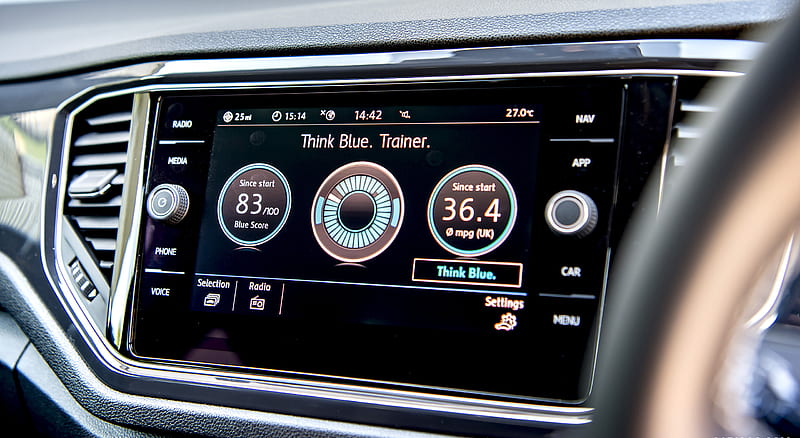 RADIO
MEDIA
PHONE
VOICE
25mi 15:14 14:42 27.0°C
Think Blue. Trainer.
Since start
83/100
Blue Score
Since start
36.4
Ø mpg (UK)
Think Blue.
Selection Radio
Settings
NAV
APP
CAR
MENU